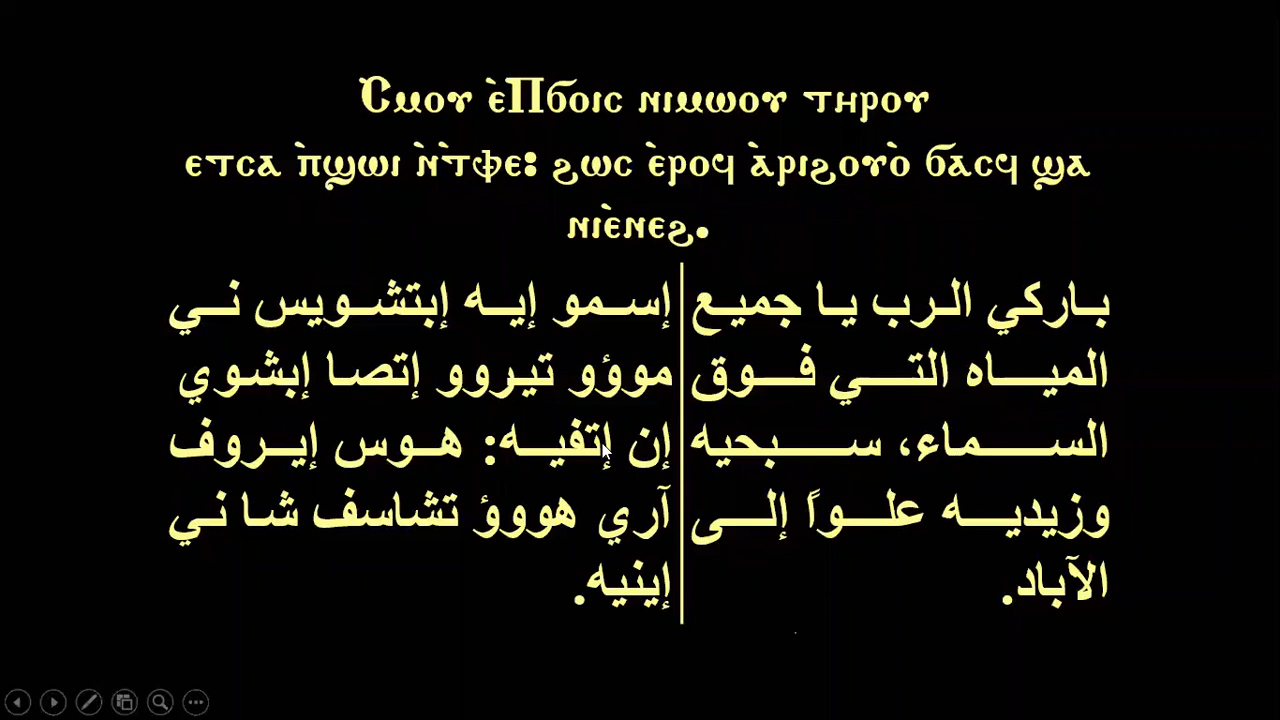 Ⲥⲙⲟⲩ ⲉ̀Ⲡϭⲟⲓⲥ ⲛⲓⲙⲱⲟⲩ ⲧⲏⲣⲟⲩ
ⲉⲧⲥⲁ ⲡ̀ϣⲱⲓ ⲛ̀ⲧ̀ⲫⲉ: ϩⲱⲥ ⲉ̀ⲣⲟϥ ⲁ̀ⲣⲓϩⲟⲩⲟ̀ ϭⲁⲥϥ ϣⲁ
ⲛⲓⲉ̀ⲛⲉϩ.
باركي الرب يا جميع
المياه التي فوق
السماء، سبحيه
وزيديه علواً إلى
الآباد.
إسمو إيه إبتشويس ني
مووؤو تيروو إتصا إبشوي
إن إتفيه: هوس إيروف
آري هووؤ تشاسف شا ني
إينيه.